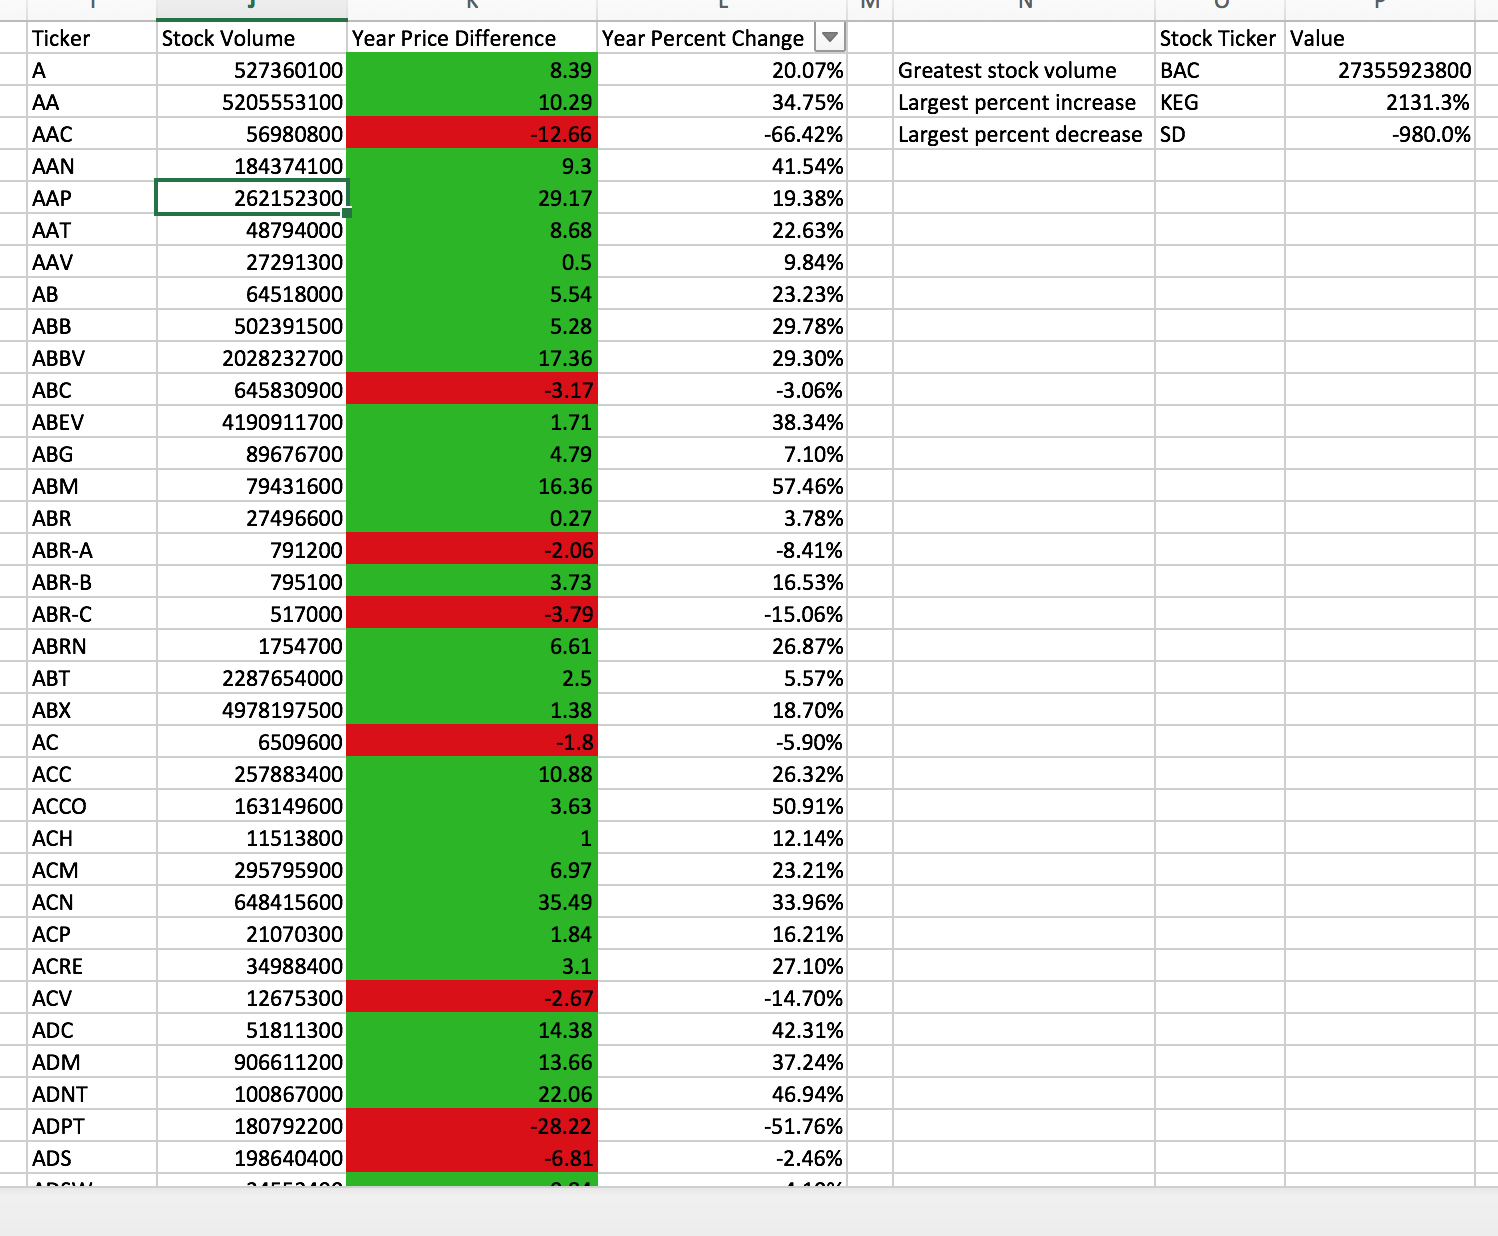 I J K L M N O P
Ticker Stock Volume Year Price Difference Year Percent Change Stock Ticker Value
A 527360100 8.39 20.07% Greatest stock volume BAC 27355923800
AA 5205553100 10.29 34.75% Largest percent increase KEG 2131.3%
AAC 56980800 -12.66 -66.42% Largest percent decrease SD -980.0%
AAN 184374100 9.3 41.54%
AAP 262152300 29.17 19.38%
AAT 48794000 8.68 22.63%
AAV 27291300 0.5 9.84%
AB 64518000 5.54 23.23%
ABB 502391500 5.28 29.78%
ABBV 2028232700 17.36 29.30%
ABC 645830900 -3.17 -3.06%
ABEV 4190911700 1.71 38.34%
ABG 89676700 4.79 7.10%
ABM 79431600 16.36 57.46%
ABR 27496600 0.27 3.78%
ABR-A 791200 -2.06 -8.41%
ABR-B 795100 3.73 16.53%
ABR-C 517000 -3.79 -15.06%
ABRN 1754700 6.61 26.87%
ABT 2287654000 2.5 5.57%
ABX 4978197500 1.38 18.70%
AC 6509600 -1.8 -5.90%
ACC 257883400 10.88 26.32%
ACCO 163149600 3.63 50.91%
ACH 11513800 1 12.14%
ACM 295795900 6.97 23.21%
ACN 648415600 35.49 33.96%
ACP 21070300 1.84 16.21%
ACRE 34988400 3.1 27.10%
ACV 12675300 -2.67 -14.70%
ADC 51811300 14.38 42.31%
ADM 906611200 13.66 37.24%
ADNT 100867000 22.06 46.94%
ADPT 180792200 -28.22 -51.76%
ADS 198640400 -6.81 -2.46%